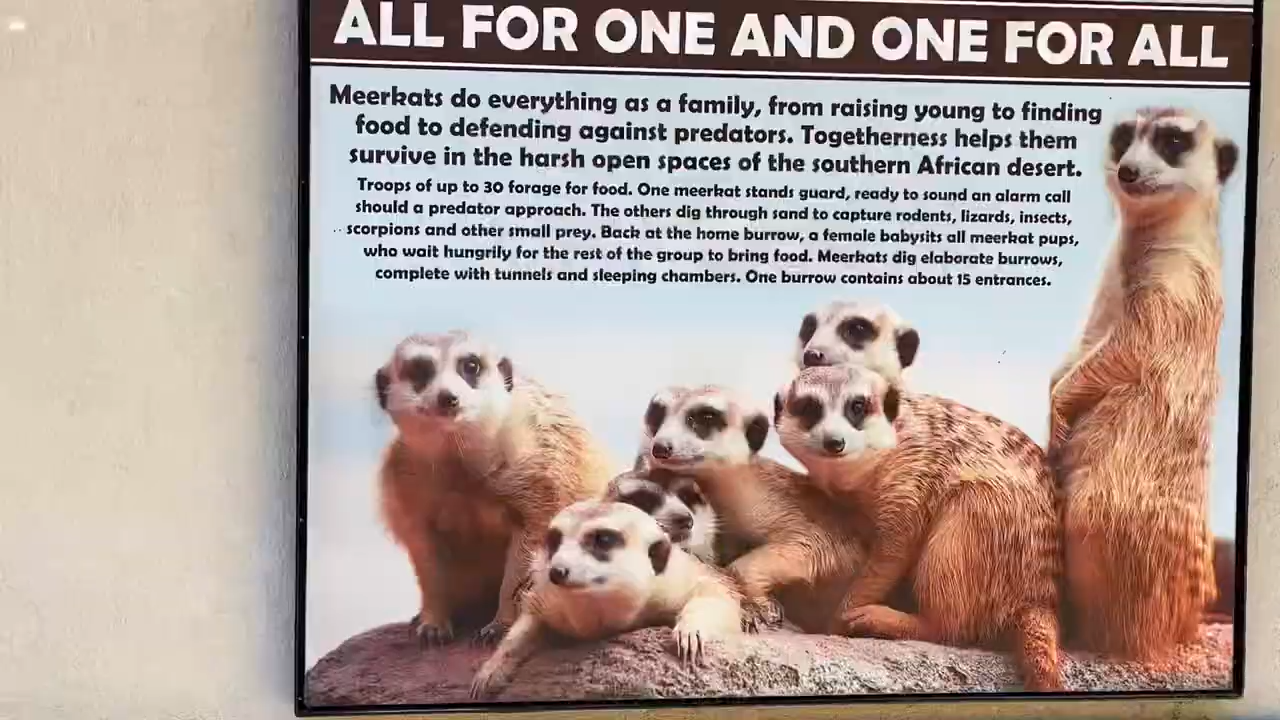 ALL FOR ONE AND ONE FOR ALL
Meerkats do everything as a family, from raising young to finding
food to defending against predators. Togetherness helps them
survive in the harsh open spaces of the southern African desert.
Troops of up to 30 forage for food. One meerkat stands guard, ready to sound an alarm call
should a predator approach. The others dig through sand to capture rodents, lizards, insects,
scorpions and other small prey. Back at the home burrow, a female babysits all meerkat pups,
who wait hungrily for the rest of the group to bring food. Meerkats dig elaborate burrows,
complete with tunnels and sleeping chambers. One burrow contains about 15 entrances.